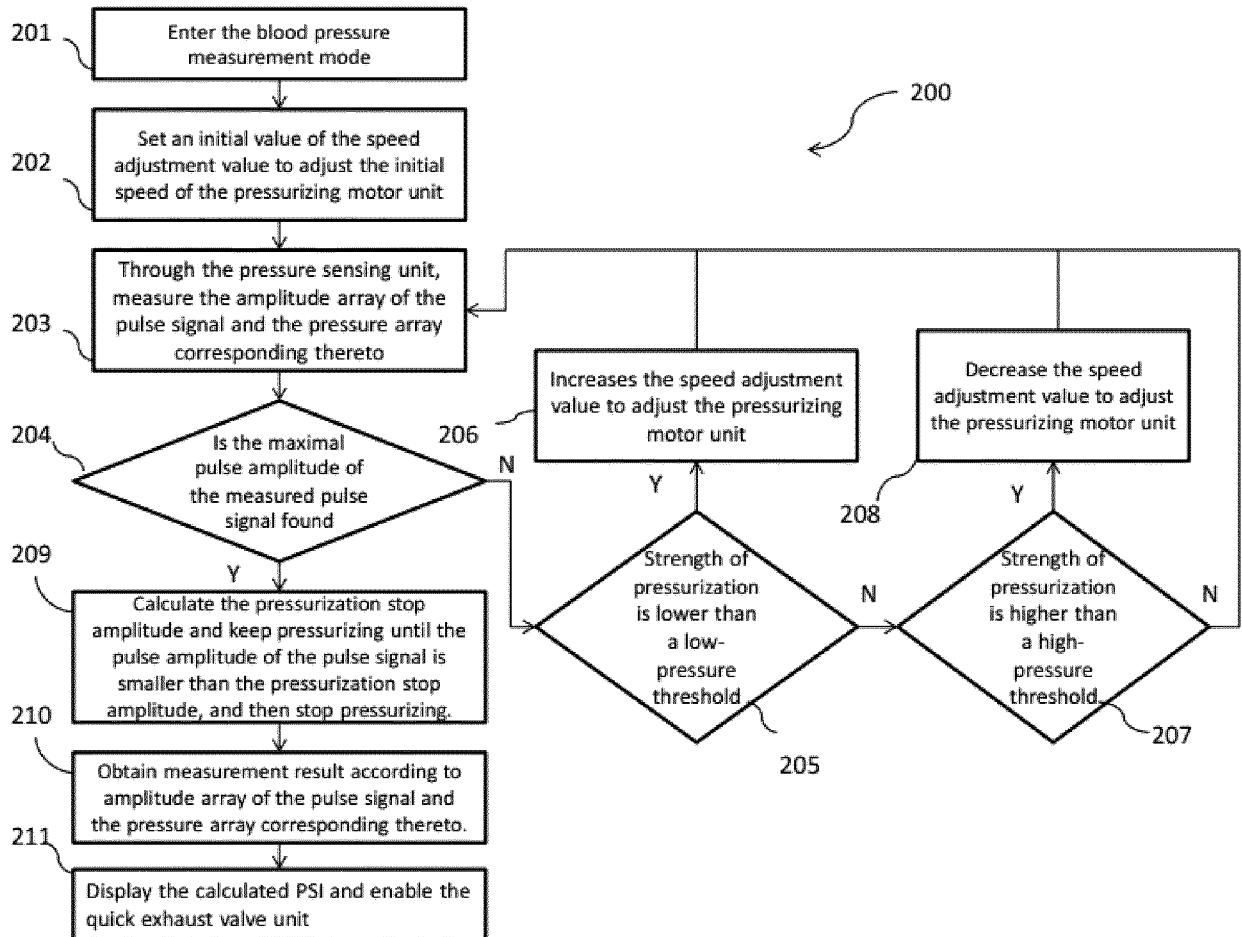 201
Enter the blood pressure
measurement mode
200
202
Set an initial value of the speed
adjustment value to adjust the initial
speed of the pressurizing motor unit
203
Through the pressure sensing unit,
measure the amplitude array of the
pulse signal and the pressure array
corresponding thereto
204
Is the maximal
pulse amplitude of
the measured pulse
signal found
N
Y
206
Increases the speed adjustment
value to adjust the pressurizing
motor unit
Y
208
Decrease the speed
adjustment value to adjust
the pressurizing motor unit
Y
Strength of
pressurization
is lower than
a low-
pressure
threshold
205
N
Strength of
pressurization
is higher than
a high-
pressure
threshold
207
N
209
Calculate the pressurization stop
amplitude and keep pressurizing until the
pulse amplitude of the pulse signal is
smaller than the pressurization stop
amplitude, and then stop pressurizing.
210
Obtain measurement result according to
amplitude array of the pulse signal and
the pressure array corresponding thereto.
211
Display the calculated PSI and enable the
quick exhaust valve unit